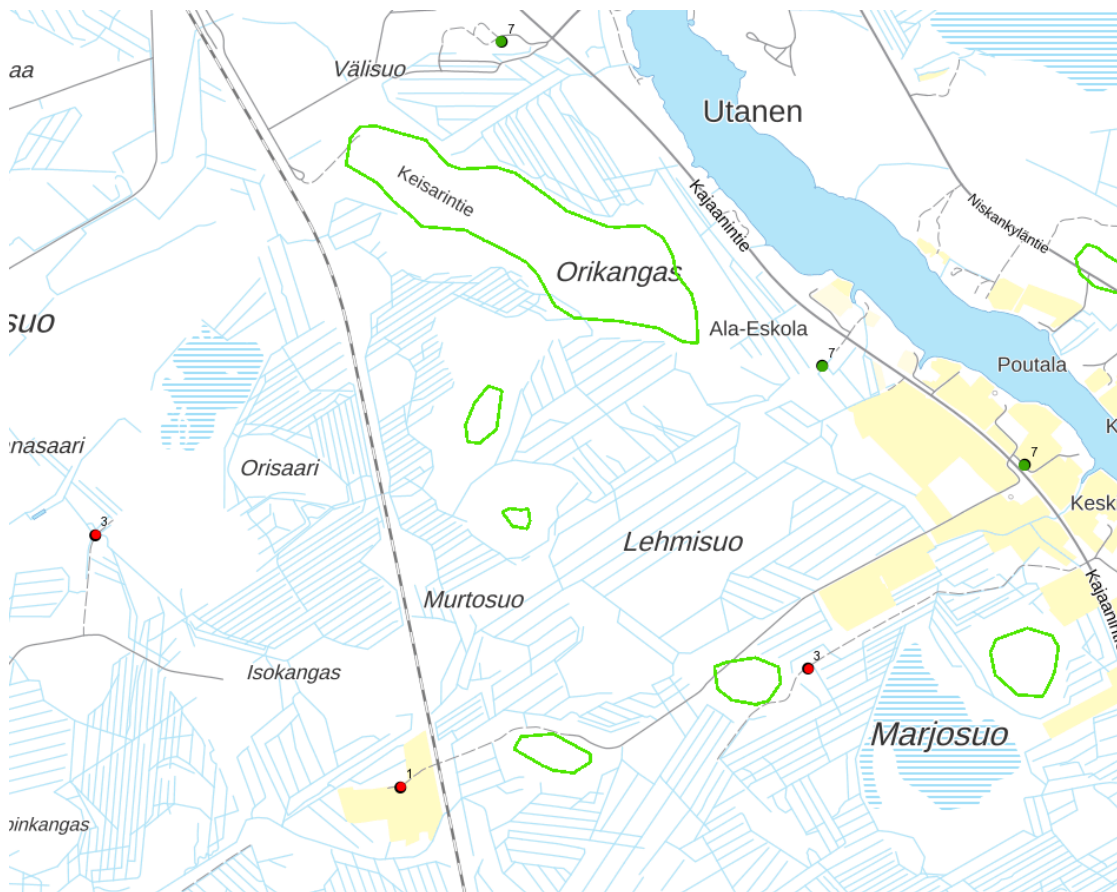 7
Välisuo
aa
Utanen
Keisarintie
Kajaanintie
Niskankyläntie
Orikangas
suo
Ala-Eskola
7
Poutala
K
nasaari
Orisaari
7
Kesk
3
Lehmisuo
Murtosuo
Kajaanintie
3
Isokangas
Marjosuo
1
oinkangas